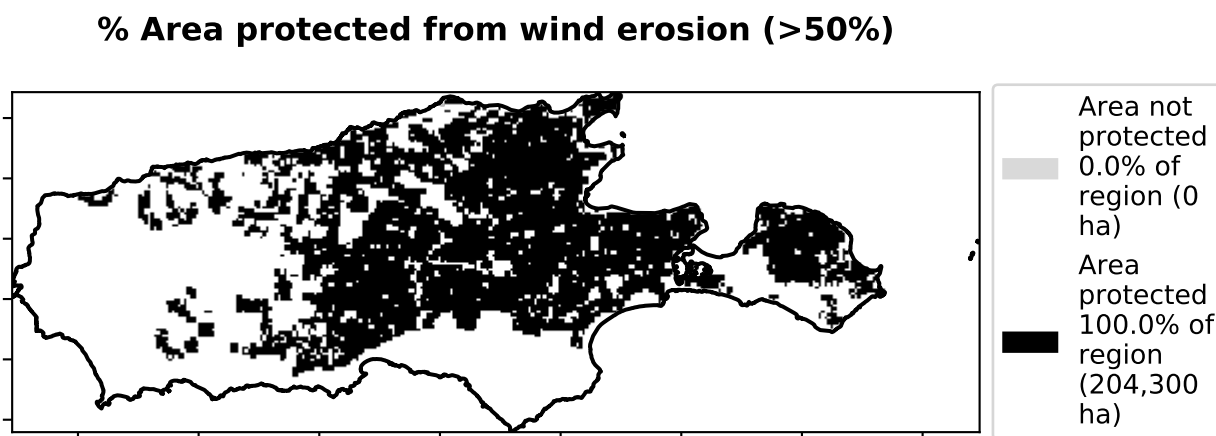 % Area protected from wind erosion (>50%)
Area not
protected
0.0% of
region (0
ha)
Area
protected
100.0% of
region
(204,300
ha)